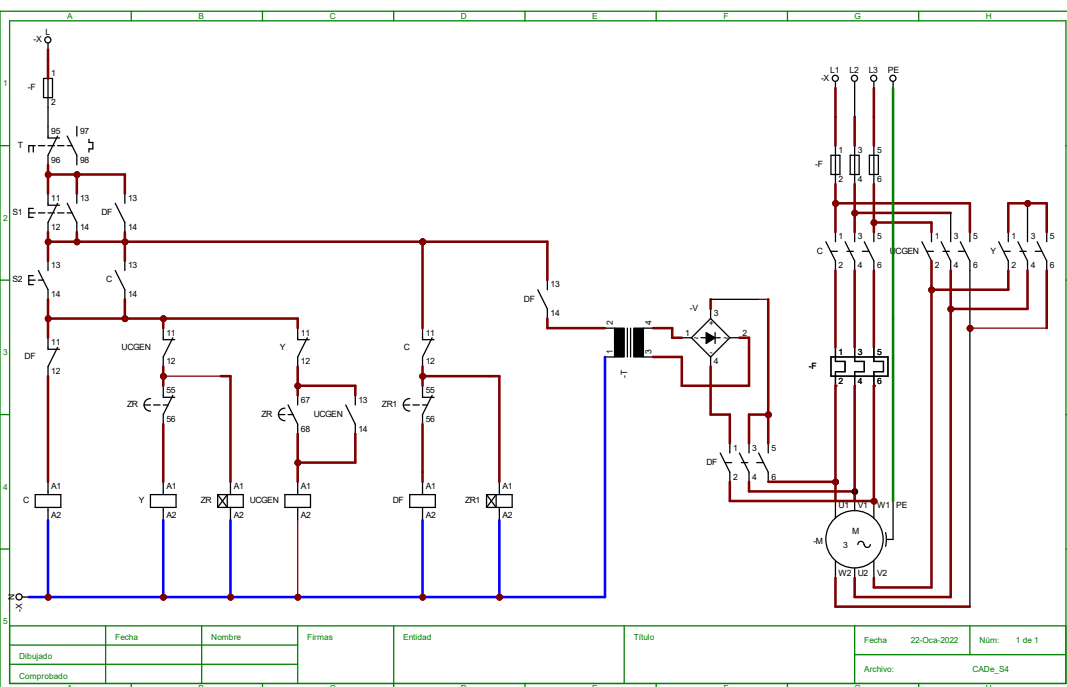 A B C D E F G H
L
-X
L1 L2 L3 PE
-X
1
1
-F
2
95 97
T
96 98
1 3 5
-F
2 4 6
11 13 13
S1 DF
2
12 14 14
13 13
S2 C
14 14
1 3 5 1 3 5 1 3 5
C UCGEN Y
2 4 6 2 4 6 2 4 6
13
DF
14
11 11 11 11
DF UCGEN Y C
3
12 12 12 12
2 4
1 3
-T
-V
3
1 2
+
-
4
1 3 5
-F
2 4 6
55 67 13 55
ZR ZR UCGEN ZR1
56 68 14 56
1 3 5
DF
2 4 6
4
A1 A1 A1 A1 A1 A1
C Y ZR UCGEN DF ZR1
A2 A2 A2 A2 A2 A2
U1 V1 W1 PE
M
-M
3
W2 U2 V2
N
-X
5
Fecha Nombre Firmas Entidad Título Fecha 22-Oca-2022 Núm: 1 de 1
Dibujado
Comprobado Archivo: CADe_S4
A B C D E F G H